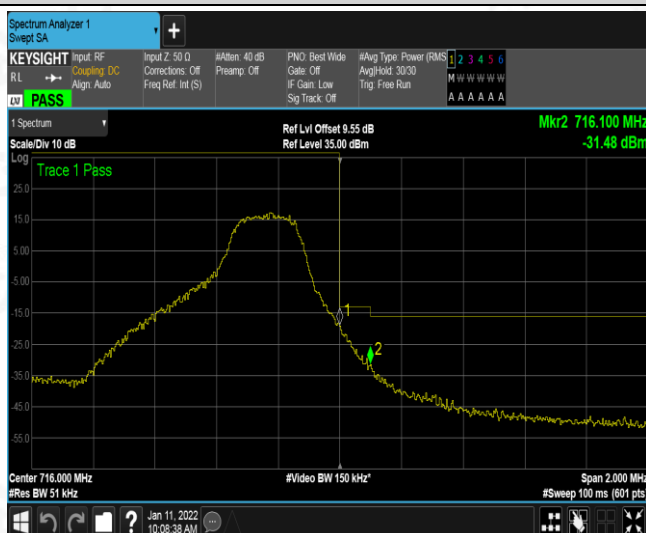 Spectrum Analyzer 1
Swept SA
+
KEYSIGHT Input: RF Input Z: 50 Ω #Atten: 40 dB PNO: Best Wide #Avg Type: Power (RMS 1 2 3 4 5 6
RL Coupling: DC Corrections: Off Preamp: Off Gate: Off Avg|Hold: 30/30 M W W W W W
Align: Auto Freq Ref: Int (S) IF Gain: Low Trig: Free Run
LXI PASS Sig Track: Off A A A A A A
1 Spectrum Ref Lvl Offset 9.55 dB Mkr2 716.100 MHz
Scale/Div 10 dB Ref Level 35.00 dBm -31.48 dBm
Log
Trace 1 Pass
25.0
15.0
5.00
-5.00
-15.0
1
-25.0
2
-35.0
-45.0
-55.0
Center 716.000 MHz #Video BW 150 kHz* Span 2.000 MHz
#Res BW 51 kHz #Sweep 100 ms (601 pts)
? Jan 11, 2022
10:08:38 AM